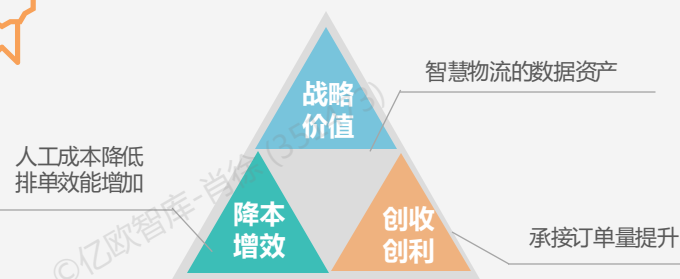 战略
价值
智慧物流的数据资产
人工成本降低
排单效能增加
降本
增效
创收
创利
承接订单量提升
©亿欧智库-肖徐(35
3)